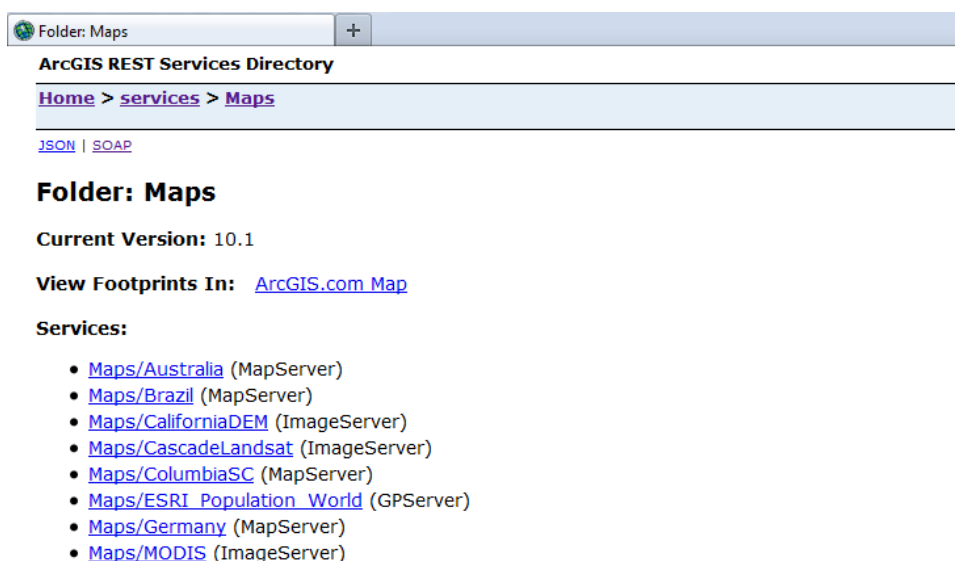 Folder: Maps
ArcGIS REST Services Directory
Home > services > Maps
JSON | SOAP
Folder: Maps
Current Version: 10.1
View Footprints In: ArcGIS.com Map
Services:
• Maps/Australia (MapServer)
• Maps/Brazil (MapServer)
• Maps/CaliforniaDEM (ImageServer)
• Maps/CascadeLandsat (ImageServer)
• Maps/ColumbiaSC (MapServer)
• Maps/ESRI_Population_World (GPServer)
• Maps/Germany (MapServer)
• Maps/MODIS (ImageServer)